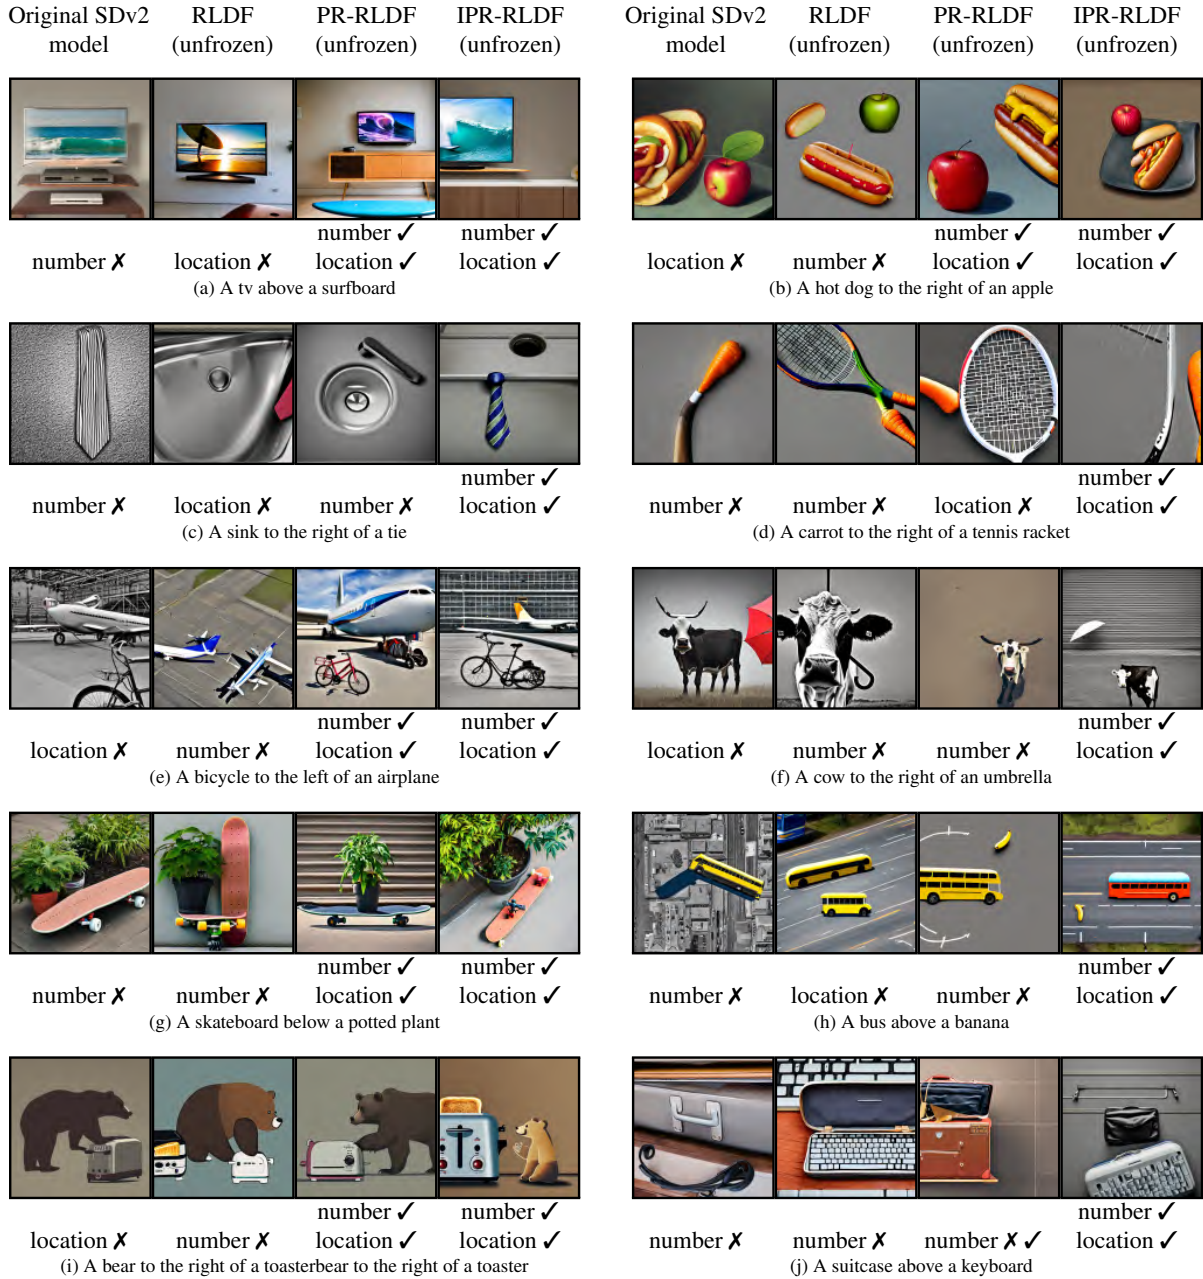 Original SDv2 model
RLDF (unfrozen)
PR-RLDF (unfrozen)
IPR-RLDF (unfrozen)
Original SDv2 model
RLDF (unfrozen)
PR-RLDF (unfrozen)
IPR-RLDF (unfrozen)
number ✓ number ✓
number ✗ location ✗ location ✓ location ✓
(a) A tv above a surfboard
number ✓ number ✓
location ✗ number ✗ location ✓ location ✓
(b) A hot dog to the right of an apple
number ✓
number ✗ location ✗ number ✗ location ✓
(c) A sink to the right of a tie
number ✓
number ✗ number ✗ location ✗ location ✓
(d) A carrot to the right of a tennis racket
number ✓ number ✓
location ✗ number ✗ location ✓ location ✓
(e) A bicycle to the left of an airplane
number ✓
location ✗ number ✗ number ✗ location ✓
(f) A cow to the right of an umbrella
number ✓ number ✓
number ✗ number ✗ location ✓ location ✓
(g) A skateboard below a potted plant
number ✓
number ✗ location ✗ number ✗ location ✓
(h) A bus above a banana
number ✓ number ✓
location ✗ number ✗ location ✓ location ✓
(i) A bear to the right of a toasterbear to the right of a toaster
number ✓
number ✗ number ✗ number ✗ ✓ location ✓
(j) A suitcase above a keyboard